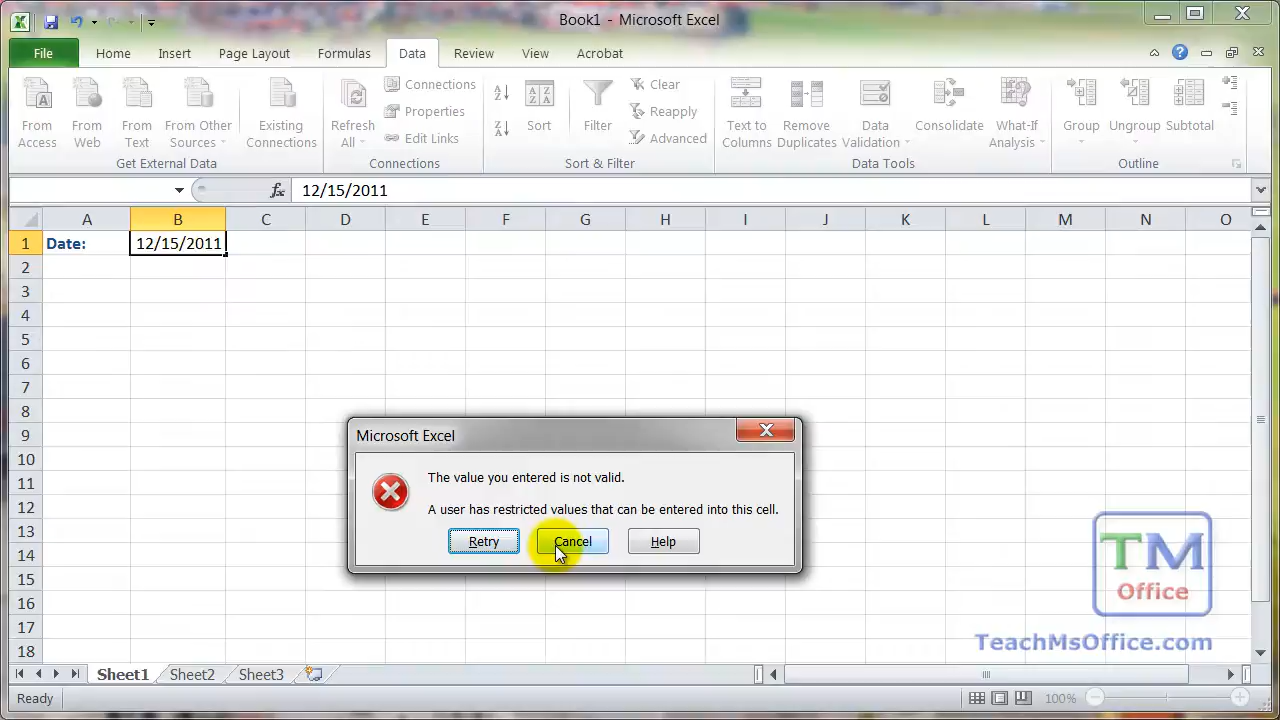 Book1 - Microsoft Excel
File Home Insert Page Layout Formulas Data Review View Acrobat
From Access
From Web
From Text
From Other Sources
Existing Connections
Get External Data
Refresh All
Connections
Properties
Edit Links
Connections
Sort
Filter
Clear
Reapply
Advanced
Sort & Filter
Text to Columns
Remove Duplicates
Data Validation
Consolidate
What-If Analysis
Data Tools
Group
Ungroup
Subtotal
Outline
fx 12/15/2011
A B C D E F G H I J K L M N O
1 Date: 12/15/2011
2
3
4
5
6
7
8
9
10
11
12
13
14
15
16
17
18
Microsoft Excel
The value you entered is not valid.
A user has restricted values that can be entered into this cell.
Retry Cancel Help
TM
Office
TeachMsOffice.com
Sheet1 Sheet2 Sheet3
Ready 100%